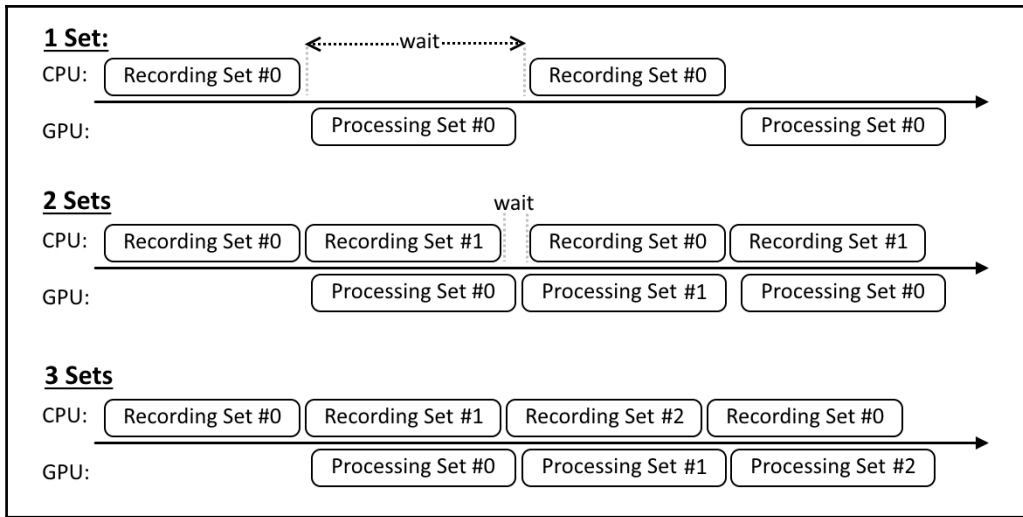 1 Set:
wait
CPU: Recording Set #0 Recording Set #0
GPU: Processing Set #0 Processing Set #0
2 Sets
wait
CPU: Recording Set #0 Recording Set #1 Recording Set #0 Recording Set #1
GPU: Processing Set #0 Processing Set #1 Processing Set #0
3 Sets
CPU: Recording Set #0 Recording Set #1 Recording Set #2 Recording Set #0
GPU: Processing Set #0 Processing Set #1 Processing Set #2